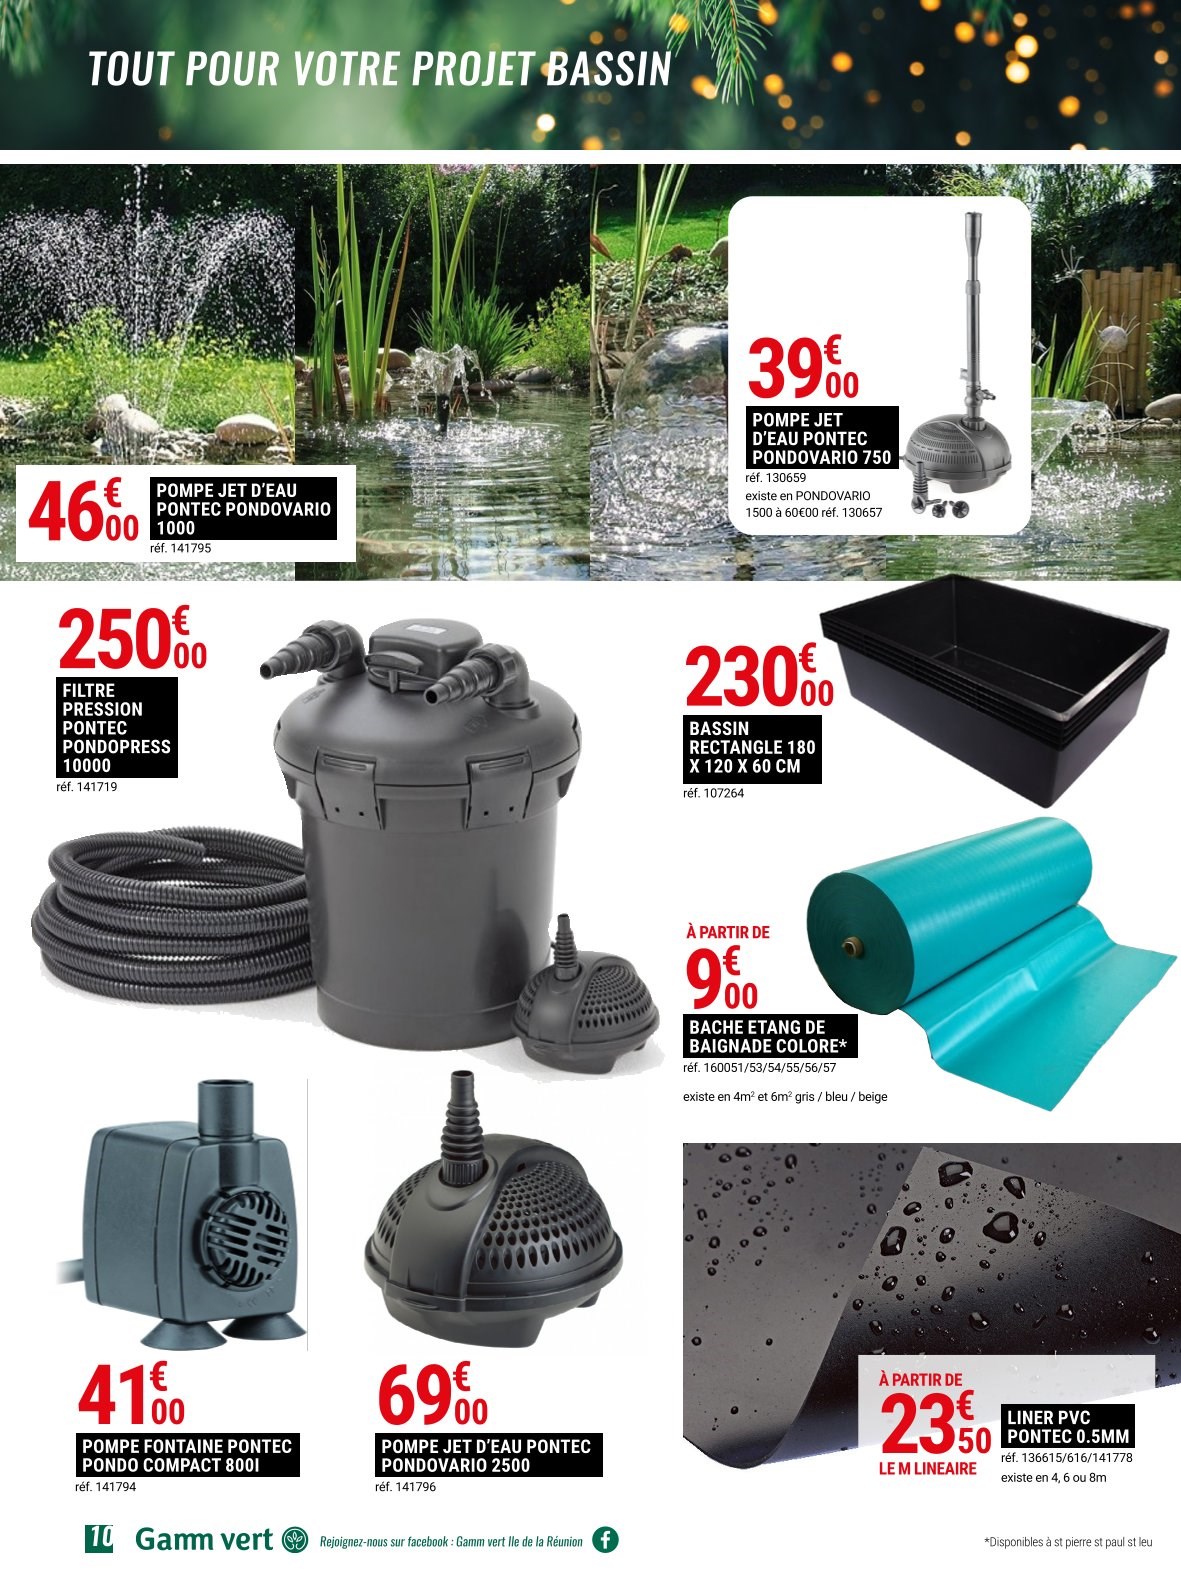 TOUT POUR VOTRE PROJET BASSIN
39€00
POMPE JET
D'EAU PONTEC
PONDOVARIO 750
réf. 130659
existe en PONDOVARIO
1500 à 60€00 réf. 130657
46€00
POMPE JET D'EAU
PONTEC PONDOVARIO
1000
réf. 141795
250€00
FILTRE
PRESSION
PONTEC
PONDOPRESS
10000
réf. 141719
230€00
BASSIN
RECTANGLE 180
X 120 X 60 CM
réf. 107264
À PARTIR DE
9€00
BACHE ETANG DE
BAIGNADE COLORE*
réf. 160051/53/54/55/56/57
existe en 4m² et 6m² gris / bleu / beige
41€00
POMPE FONTAINE PONTEC
PONDO COMPACT 800I
réf. 141794
69€00
POMPE JET D'EAU PONTEC
PONDOVARIO 2500
réf. 141796
À PARTIR DE
23€50
LE M LINEAIRE
LINER PVC
PONTEC 0.5MM
réf. 136615/616/141778
existe en 4, 6 ou 8m
10
Gamm vert
Rejoignez-nous sur facebook : Gamm vert Ile de la Réunion
*Disponibles à st pierre st paul st leu